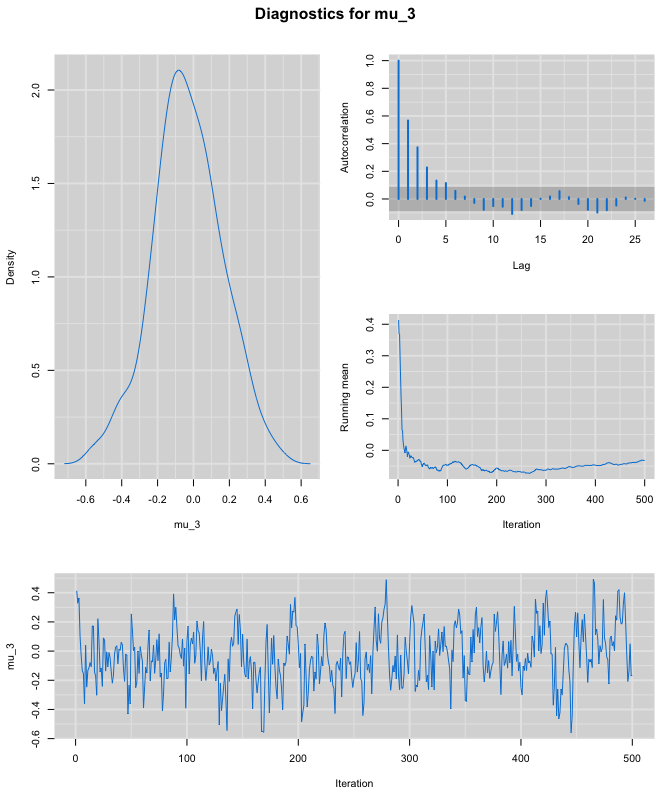 Diagnostics for mu_3
Density
0.0 0.5 1.0 1.5 2.0
-0.6 -0.4 -0.2 0.0 0.2 0.4 0.6
mu_3
Autocorrelation
0.0 0.2 0.4 0.6 0.8 1.0
0 5 10 15 20 25
Lag
Running mean
0.0 0.1 0.2 0.3 0.4
0 100 200 300 400 500
Iteration
mu_3
-0.6 -0.4 -0.2 0.0 0.2 0.4
0 100 200 300 400 500
Iteration